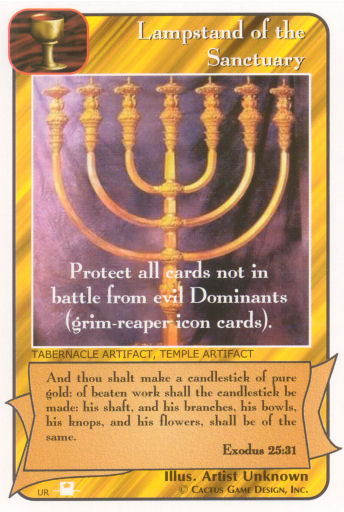 Lampstand of the
Sanctuary
Protect all cards not in
battle from evil Dominants
(grim-reaper icon cards).
TABERNACLE ARTIFACT, TEMPLE ARTIFACT
And thou shalt make a candlestick of pure
gold: of beaten work shall the candlestick be
made: his shaft, and his branches, his bowls,
his knops, and his flowers, shall be of the
same.
Exodus 25:31
Illus. Artist Unknown
UR
© CACTUS GAME DESIGN, INC.